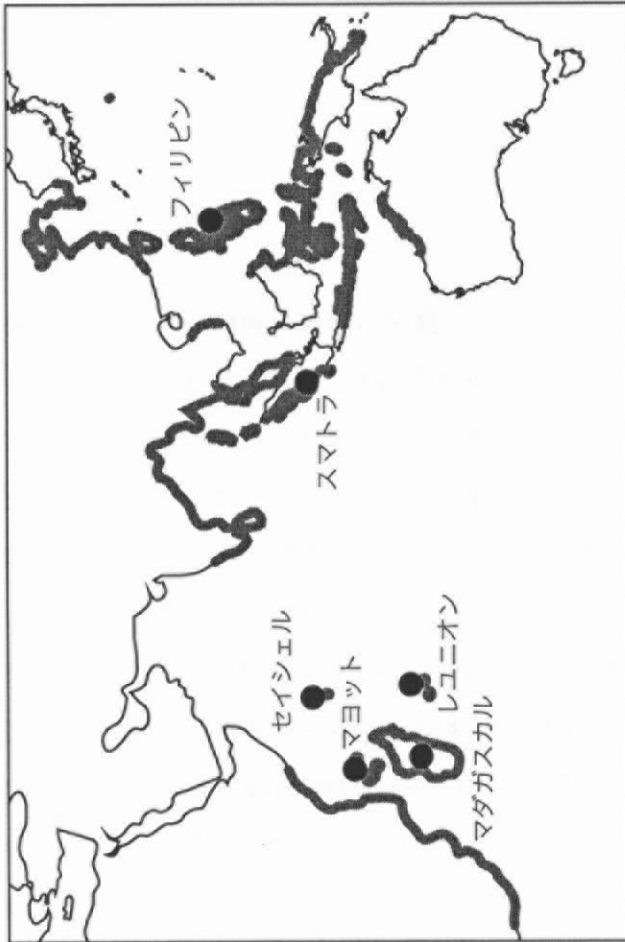 フィリピン
スマトラ
セイシェル
マヨット
レユニオン
マダガスカル